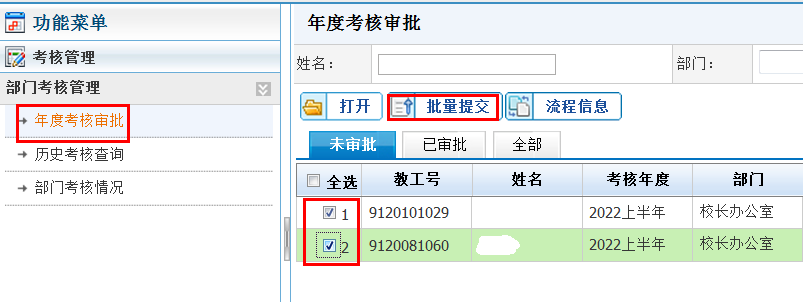 功能菜单
考核管理
部门考核管理
年度考核审批
历史考核查询
部门考核情况
年度考核审批
姓名： 部门：
打开 批量提交 流程信息
未审批 已审批 全部
全选 教工号 姓名 考核年度 部门
1 9120101029 2022上半年 校长办公室
2 9120081060 2022上半年 校长办公室